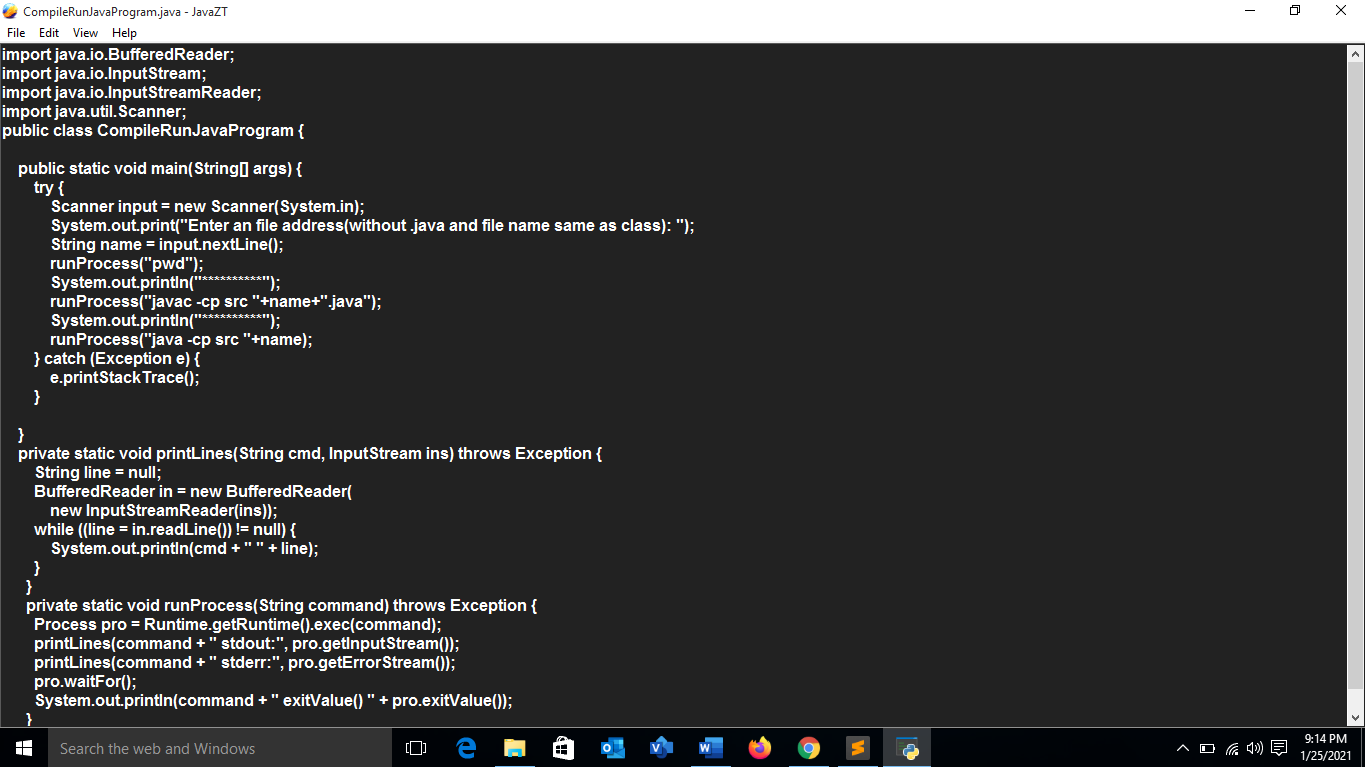 CompileRunJavaProgram.java - JavaZT
File Edit View Help
import java.io.BufferedReader;
import java.io.InputStream;
import java.io.InputStreamReader;
import java.util.Scanner;
public class CompileRunJavaProgram {
public static void main(String[] args) {
try {
Scanner input = new Scanner(System.in);
System.out.print("Enter an file address(without .java and file name same as class): ");
String name = input.nextLine();
runProcess("pwd");
System.out.println("**********");
runProcess("javac -cp src "+name+".java");
System.out.println("**********");
runProcess("java -cp src "+name);
} catch (Exception e) {
e.printStackTrace();
}
}
private static void printLines(String cmd, InputStream ins) throws Exception {
String line = null;
BufferedReader in = new BufferedReader(
new InputStreamReader(ins));
while ((line = in.readLine()) != null) {
System.out.println(cmd + " " + line);
}
}
private static void runProcess(String command) throws Exception {
Process pro = Runtime.getRuntime().exec(command);
printLines(command + " stdout:", pro.getInputStream());
printLines(command + " stderr:", pro.getErrorStream());
pro.waitFor();
System.out.println(command + " exitValue() " + pro.exitValue());
}
Search the web and Windows
9:14 PM
1/25/2021